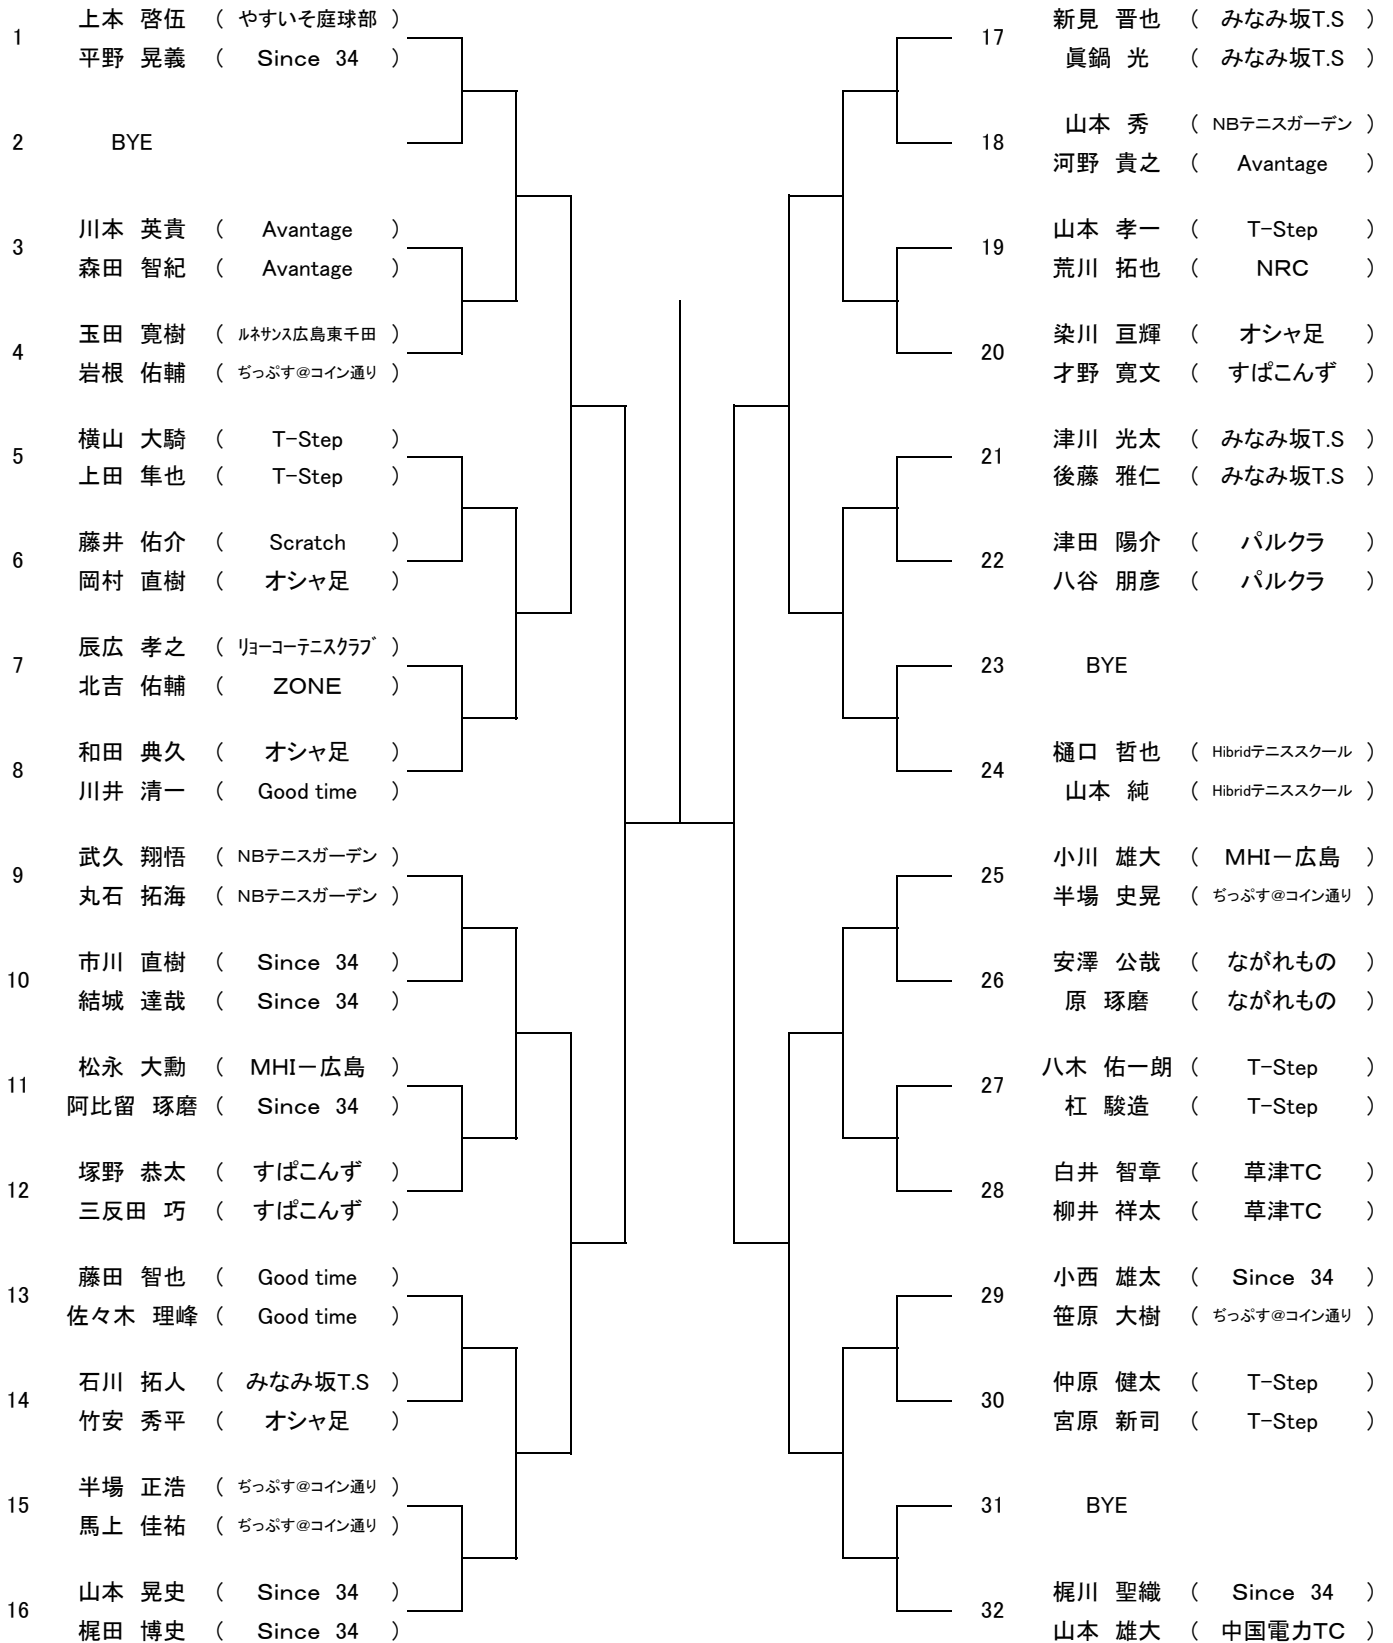 1 上本 啓伍 ( やすいそ庭球部 )
平野 晃義 ( Since 34 )
2 BYE
3 川本 英貴 ( Avantage )
森田 智紀 ( Avantage )
4 玉田 寛樹 ( ﾙﾈｻﾝｽ広島東千田 )
岩根 佑輔 ( ぢっぷす@コイン通り )
5 横山 大騎 ( T-Step )
上田 隼也 ( T-Step )
6 藤井 佑介 ( Scratch )
岡村 直樹 ( オシャ足 )
7 辰広 孝之 ( ﾘｮｰｺｰﾃﾆｽｸﾗﾌﾞ )
北吉 佑輔 ( ZONE )
8 和田 典久 ( オシャ足 )
川井 清一 ( Good time )
9 武久 翔悟 ( NBテニスガーデン )
丸石 拓海 ( NBテニスガーデン )
10 市川 直樹 ( Since 34 )
結城 達哉 ( Since 34 )
11 松永 大勳 ( MHI－広島 )
阿比留 琢磨 ( Since 34 )
12 塚野 恭太 ( すぱこんず )
三反田 巧 ( すぱこんず )
13 藤田 智也 ( Good time )
佐々木 理峰 ( Good time )
14 石川 拓人 ( みなみ坂T.S )
竹安 秀平 ( オシャ足 )
15 半場 正浩 ( ぢっぷす@コイン通り )
馬上 佳祐 ( ぢっぷす@コイン通り )
16 山本 晃史 ( Since 34 )
梶田 博史 ( Since 34 )
17 新見 晋也 ( みなみ坂T.S )
眞鍋 光 ( みなみ坂T.S )
18 山本 秀 ( NBテニスガーデン )
河野 貴之 ( Avantage )
19 山本 孝一 ( T-Step )
荒川 拓也 ( NRC )
20 染川 亘輝 ( オシャ足 )
才野 寛文 ( すぱこんず )
21 津川 光太 ( みなみ坂T.S )
後藤 雅仁 ( みなみ坂T.S )
22 津田 陽介 ( パルクラ )
八谷 朋彦 ( パルクラ )
23 BYE
24 樋口 哲也 ( Hibridテニススクール )
山本 純 ( Hibridテニススクール )
25 小川 雄大 ( MHI－広島 )
半場 史晃 ( ぢっぷす@コイン通り )
26 安澤 公哉 ( ながれもの )
原 琢磨 ( ながれもの )
27 八木 佑一朗 ( T-Step )
杠 駿造 ( T-Step )
28 白井 智章 ( 草津TC )
柳井 祥太 ( 草津TC )
29 小西 雄太 ( Since 34 )
笹原 大樹 ( ぢっぷす@コイン通り )
30 仲原 健太 ( T-Step )
宮原 新司 ( T-Step )
31 BYE
32 梶川 聖織 ( Since 34 )
山本 雄大 ( 中国電力TC )